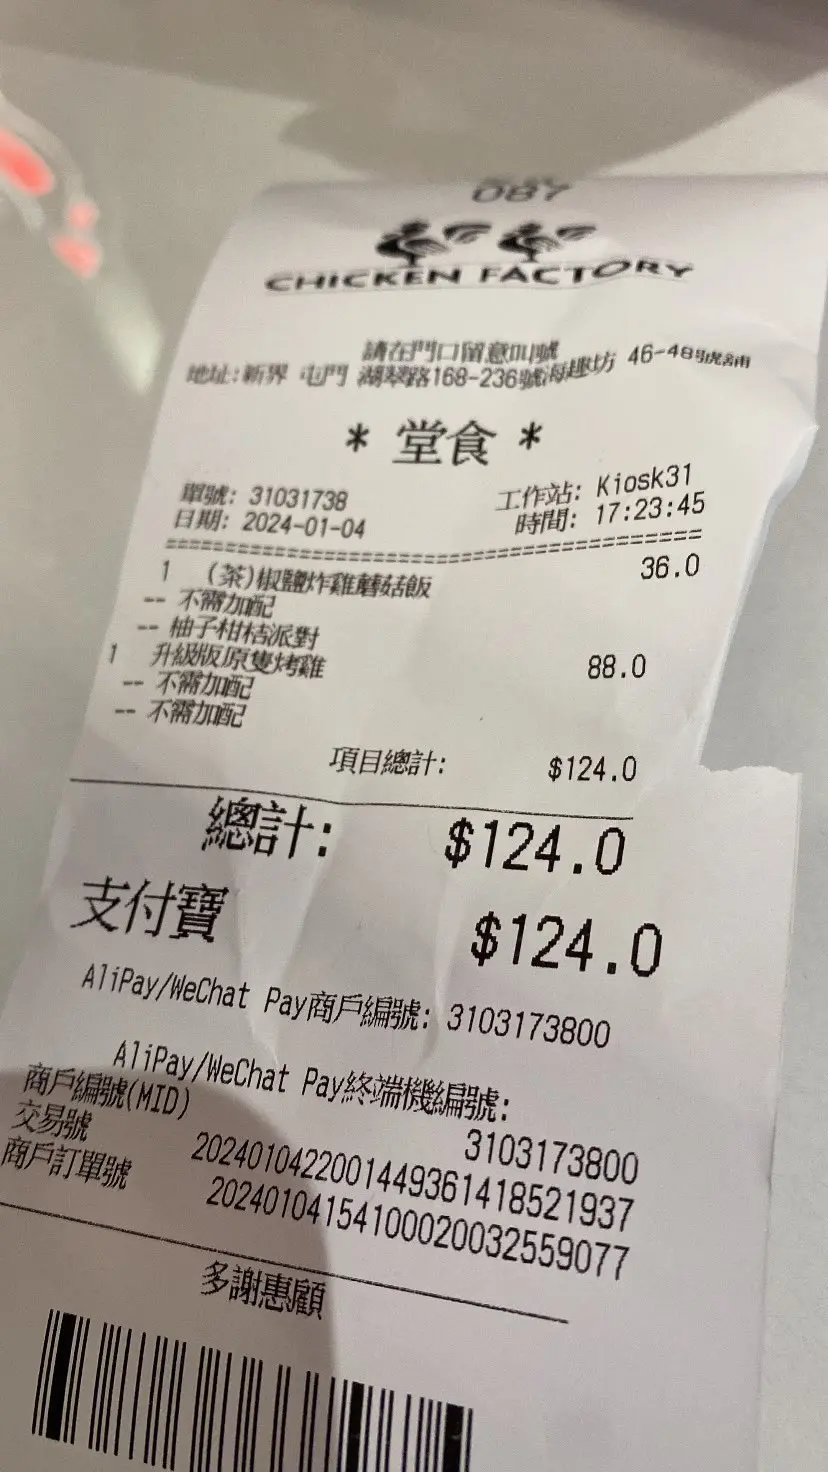 087
CHICKEN FACTORY
請在門口留意叫號
地址:新界 屯門 湖翠路168-236號海趣坊 46-48號舖
* 堂食 *
單號: 31031738 工作站: Kiosk31
日期: 2024-01-04 時間: 17:23:45
========================================
1 (茶)椒鹽炸雞蘑菇飯 36.0
-- 不需加配
-- 柚子柑桔派對
1 升級版原隻烤雞 88.0
-- 不需加配
-- 不需加配
項目總計: $124.0
總計: $124.0
支付寶 $124.0
AliPay/WeChat Pay商戶編號: 3103173800
AliPay/WeChat Pay終端機編號:
商戶編號(MID) 3103173800
交易號 2024010422001449361418521937
商戶訂單號 20240104154100020032559077
多謝惠顧